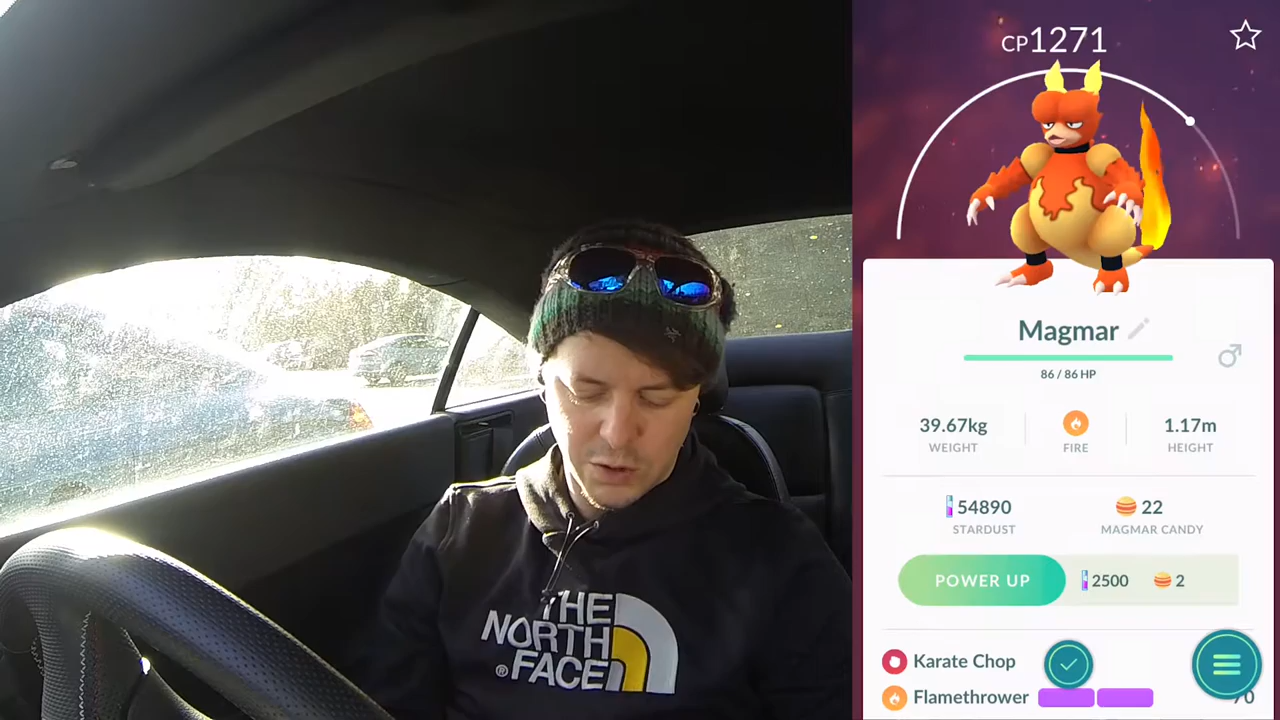 CP1271
Magmar
86 / 86 HP
39.67kg
WEIGHT
FIRE
1.17m
HEIGHT
54890
STARDUST
22
MAGMAR CANDY
POWER UP
2500
2
Karate Chop
Flamethrower
THE
NORTH
FACE
®